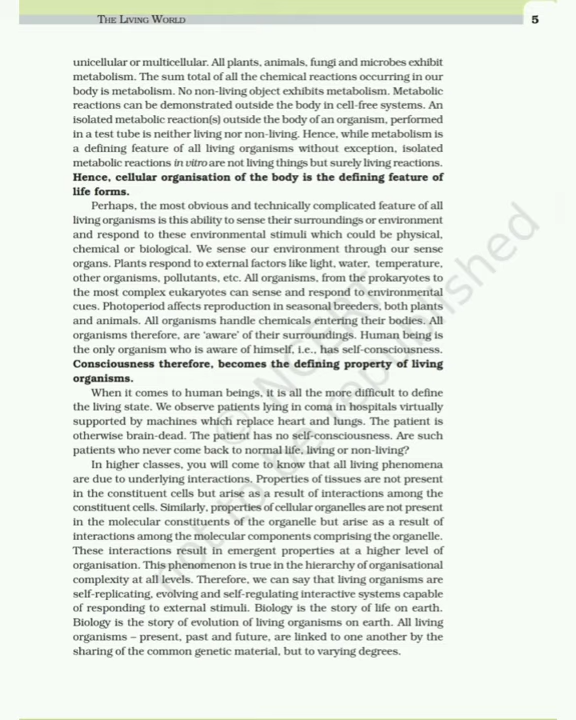 THE LIVING WORLD
5
unicellular or multicellular. All plants, animals, fungi and microbes exhibit
metabolism. The sum total of all the chemical reactions occurring in our
body is metabolism. No non-living object exhibits metabolism. Metabolic
reactions can be demonstrated outside the body in cell-free systems. An
isolated metabolic reaction(s) outside the body of an organism, performed
in a test tube is neither living nor non-living. Hence, while metabolism is
a defining feature of all living organisms without exception, isolated
metabolic reactions in vitro are not living things but surely living reactions.
Hence, cellular organisation of the body is the defining feature of
life forms.
Perhaps, the most obvious and technically complicated feature of all
living organisms is this ability to sense their surroundings or environment
and respond to these environmental stimuli which could be physical,
chemical or biological. We sense our environment through our sense
organs. Plants respond to external factors like light, water, temperature,
other organisms, pollutants, etc. All organisms, from the prokaryotes to
the most complex eukaryotes can sense and respond to environmental
cues. Photoperiod affects reproduction in seasonal breeders, both plants
and animals. All organisms handle chemicals entering their bodies. All
organisms therefore, are ‘aware’ of their surroundings. Human being is
the only organism who is aware of himself, i.e., has self-consciousness.
Consciousness therefore, becomes the defining property of living
organisms.
When it comes to human beings, it is all the more difficult to define
the living state. We observe patients lying in coma in hospitals virtually
supported by machines which replace heart and lungs. The patient is
otherwise brain-dead. The patient has no self-consciousness. Are such
patients who never come back to normal life, living or non-living?
In higher classes, you will come to know that all living phenomena
are due to underlying interactions. Properties of tissues are not present
in the constituent cells but arise as a result of interactions among the
constituent cells. Similarly, properties of cellular organelles are not present
in the molecular constituents of the organelle but arise as a result of
interactions among the molecular components comprising the organelle.
These interactions result in emergent properties at a higher level of
organisation. This phenomenon is true in the hierarchy of organisational
complexity at all levels. Therefore, we can say that living organisms are
self-replicating, evolving and self-regulating interactive systems capable
of responding to external stimuli. Biology is the story of life on earth.
Biology is the story of evolution of living organisms on earth. All living
organisms – present, past and future, are linked to one another by the
sharing of the common genetic material, but to varying degrees.
© NCERT
not to be republished